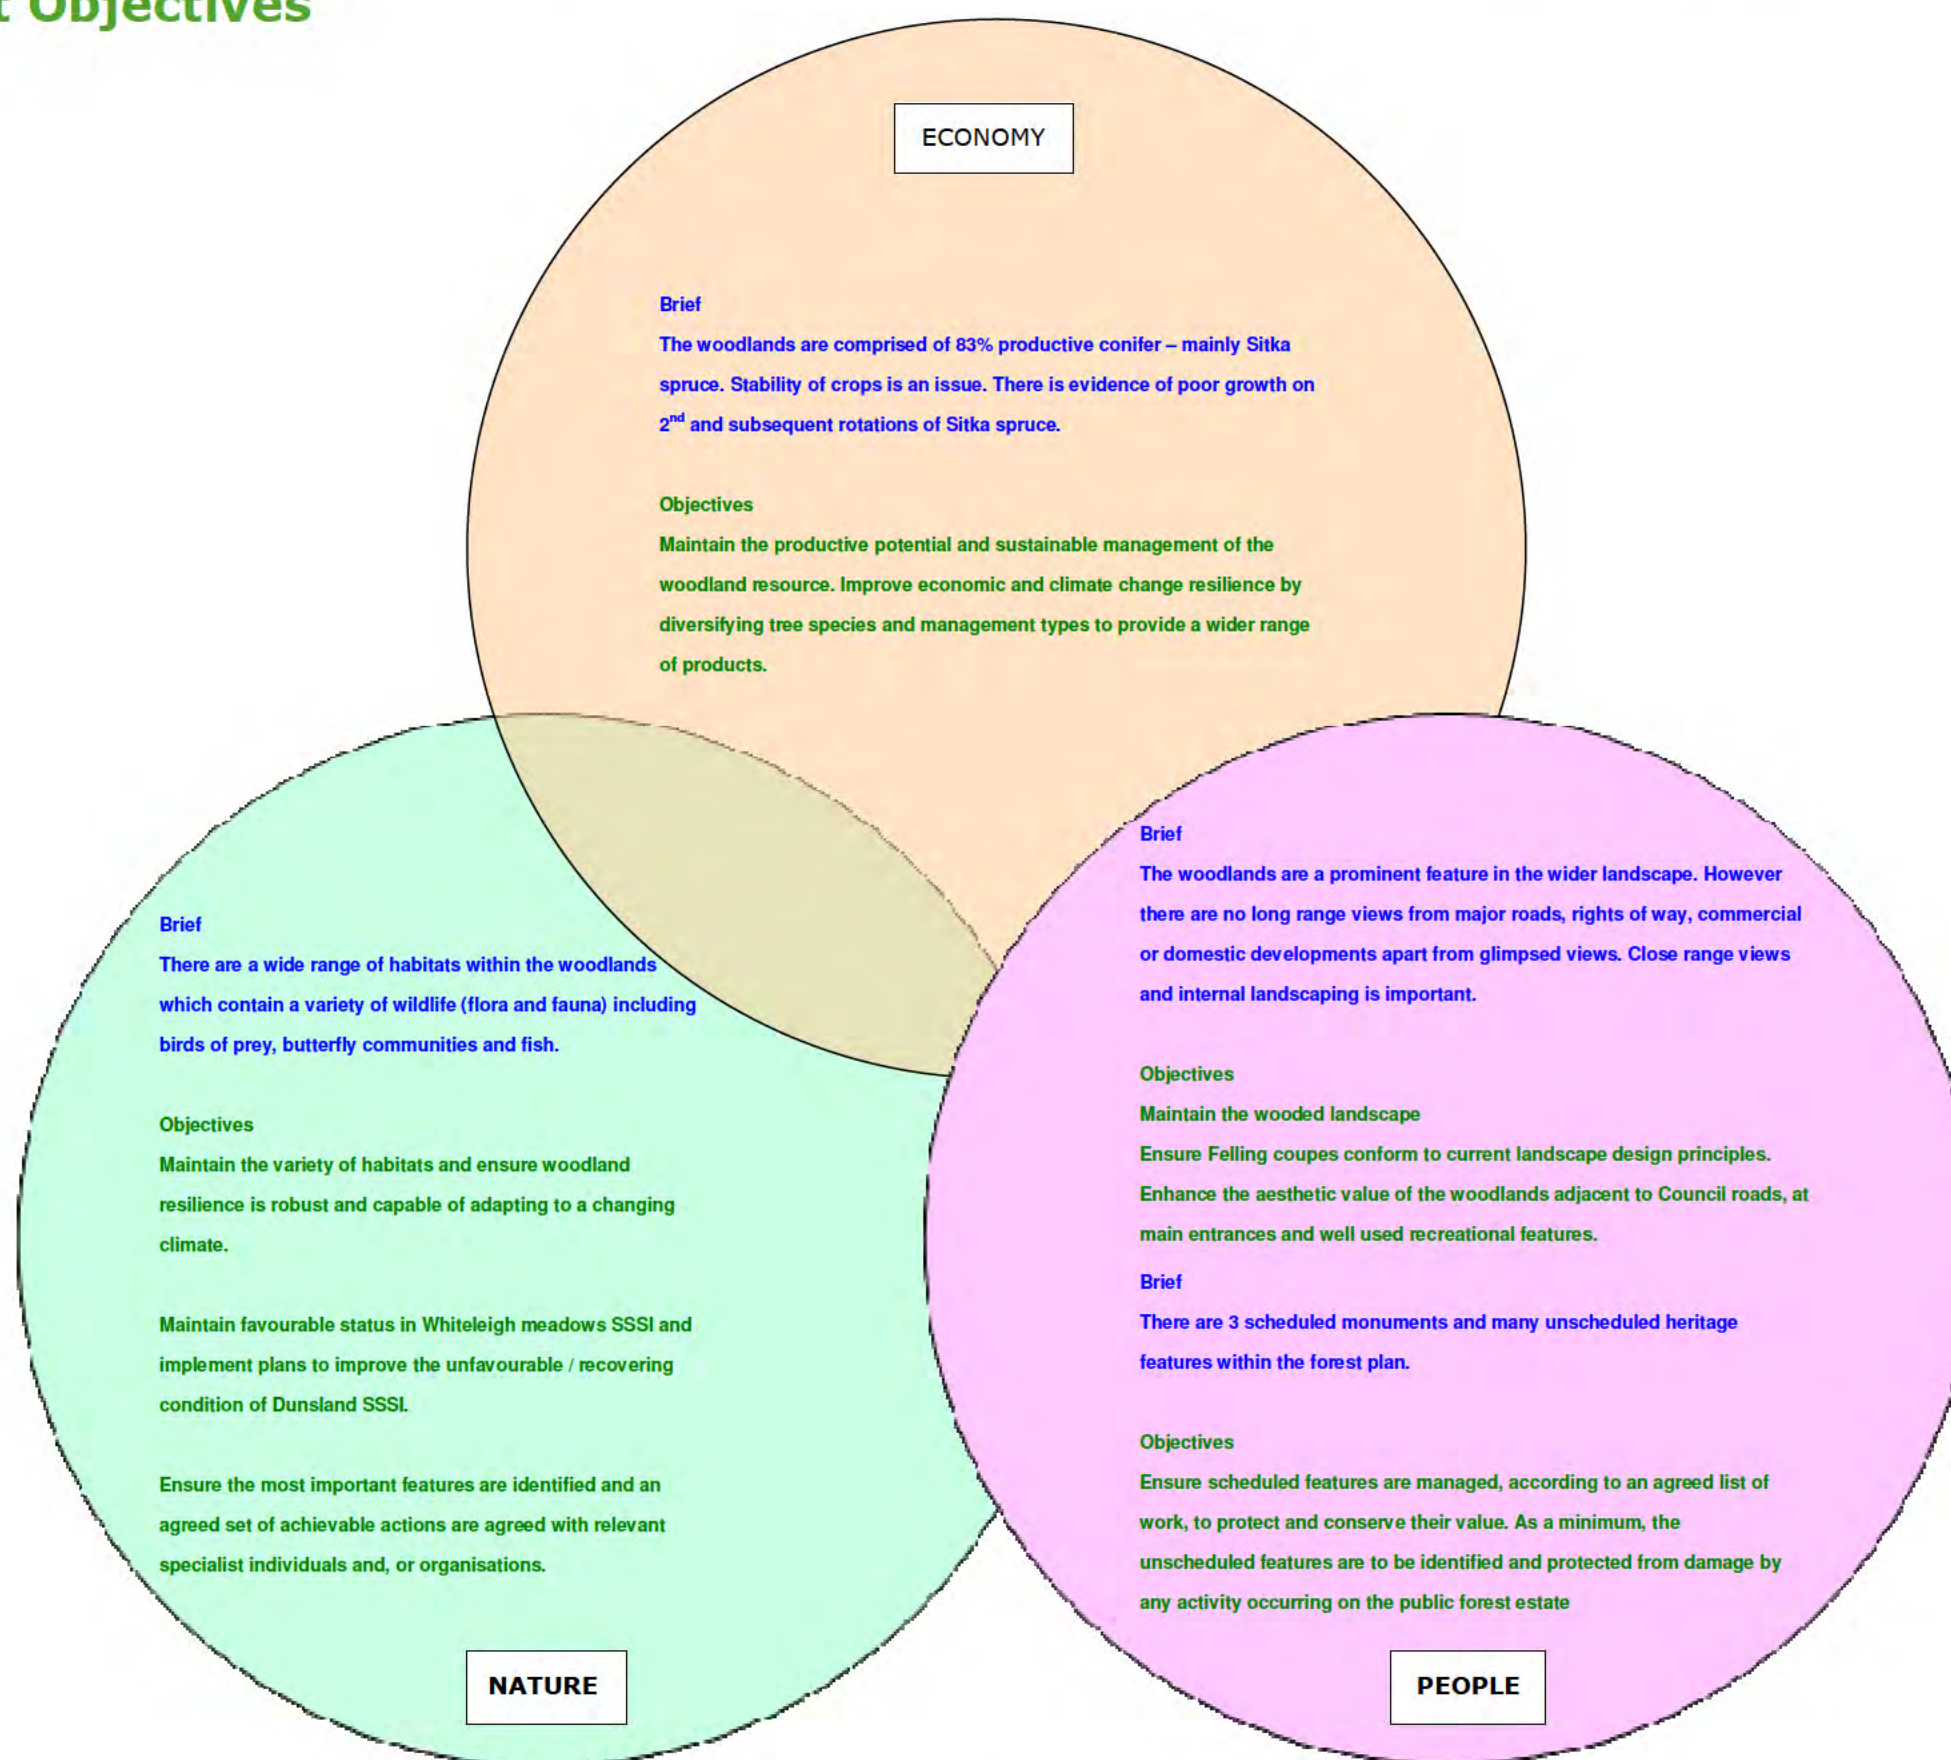 t Objectives
ECONOMY
Brief
The woodlands are comprised of 83% productive conifer – mainly Sitka
spruce. Stability of crops is an issue. There is evidence of poor growth on
2nd and subsequent rotations of Sitka spruce.
Objectives
Maintain the productive potential and sustainable management of the
woodland resource. Improve economic and climate change resilience by
diversifying tree species and management types to provide a wider range
of products.
Brief
There are a wide range of habitats within the woodlands
which contain a variety of wildlife (flora and fauna) including
birds of prey, butterfly communities and fish.
Objectives
Maintain the variety of habitats and ensure woodland
resilience is robust and capable of adapting to a changing
climate.
Maintain favourable status in Whiteleigh meadows SSSI and
implement plans to improve the unfavourable / recovering
condition of Dunsland SSSI.
Ensure the most important features are identified and an
agreed set of achievable actions are agreed with relevant
specialist individuals and, or organisations.
NATURE
Brief
The woodlands are a prominent feature in the wider landscape. However
there are no long range views from major roads, rights of way, commercial
or domestic developments apart from glimpsed views. Close range views
and internal landscaping is important.
Objectives
Maintain the wooded landscape
Ensure Felling coupes conform to current landscape design principles.
Enhance the aesthetic value of the woodlands adjacent to Council roads, at
main entrances and well used recreational features.
Brief
There are 3 scheduled monuments and many unscheduled heritage
features within the forest plan.
Objectives
Ensure scheduled features are managed, according to an agreed list of
work, to protect and conserve their value. As a minimum, the
unscheduled features are to be identified and protected from damage by
any activity occurring on the public forest estate
PEOPLE